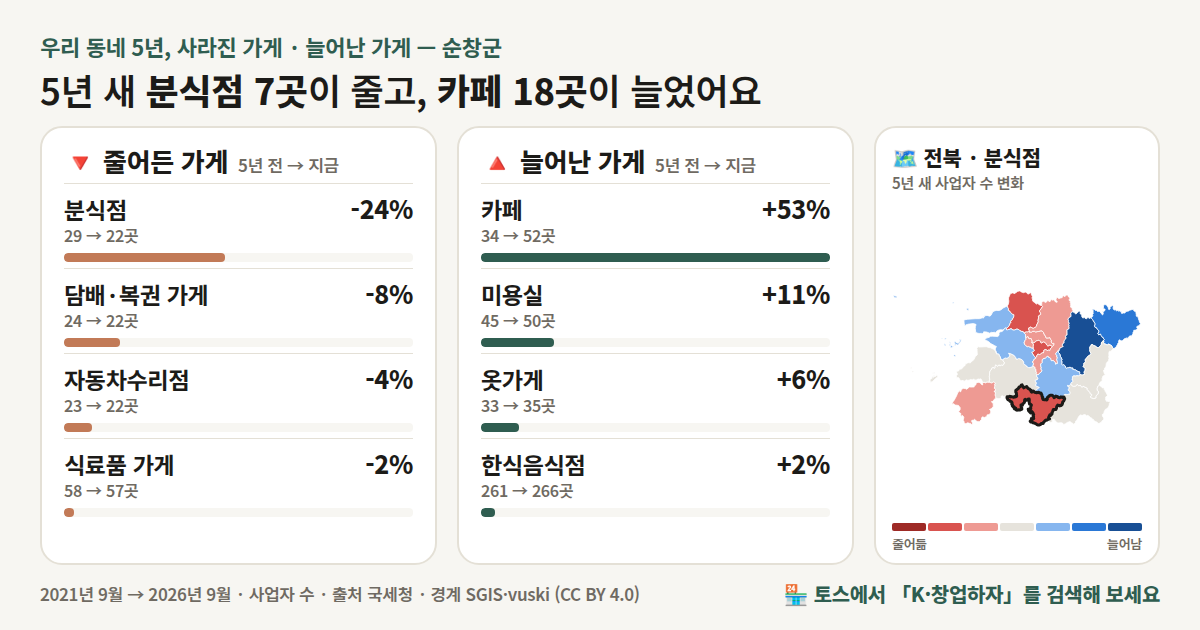 우리 동네 5년, 사라진 가게 · 늘어난 가게 — 순창군
5년 새 분식점 7곳이 줄고, 카페 18곳이 늘었어요
🔻 줄어든 가게 5년 전 → 지금
분식점 -24%
29 → 22곳
담배·복권 가게 -8%
24 → 22곳
자동차수리점 -4%
23 → 22곳
식료품 가게 -2%
58 → 57곳
🔺 늘어난 가게 5년 전 → 지금
카페 +53%
34 → 52곳
미용실 +11%
45 → 50곳
옷가게 +6%
33 → 35곳
한식음식점 +2%
261 → 266곳
🗺️ 전북 · 분식점
5년 새 사업자 수 변화
줄어듦 늘어남
2021년 9월 → 2026년 9월 · 사업자 수 · 출처 국세청 · 경계 SGIS·vuski (CC BY 4.0)
🏪 토스에서 「K·창업하자」를 검색해 보세요